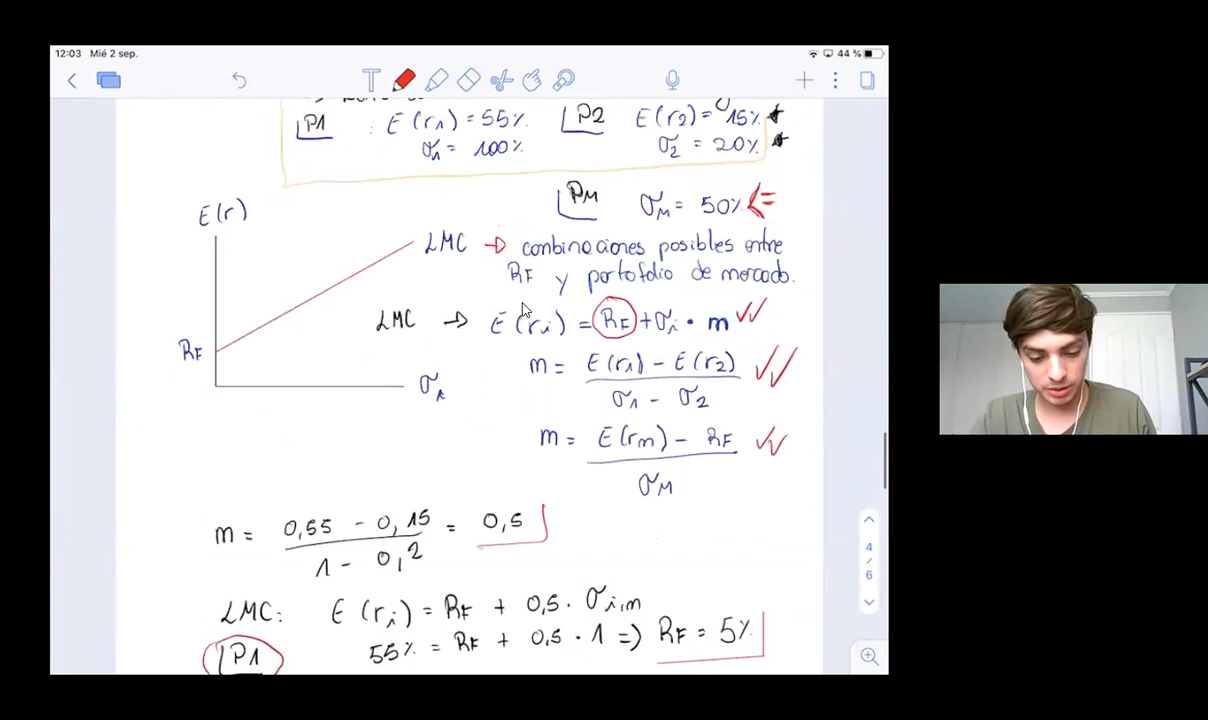 12:03 Mié 2 sep.
44 %
P1 : E(r1) = 55% P2 E(r2) = 15%
σ1 = 100% σ2 = 20%
PM σM = 50% <=
E(r)
LMC → combinaciones posibles entre
RF y portofolio de mercado.
LMC → E(ri) = RF + σi · m
RF
m = E(r1) - E(r2)
σ1 - σ2
σi
m = E(rm) - RF
σM
m = 0,55 - 0,15 = 0,5
1 - 0,2
LMC: E(ri) = RF + 0,5 · σi,m
55% = RF + 0,5 · 1 => RF = 5%
P1
4
/
6